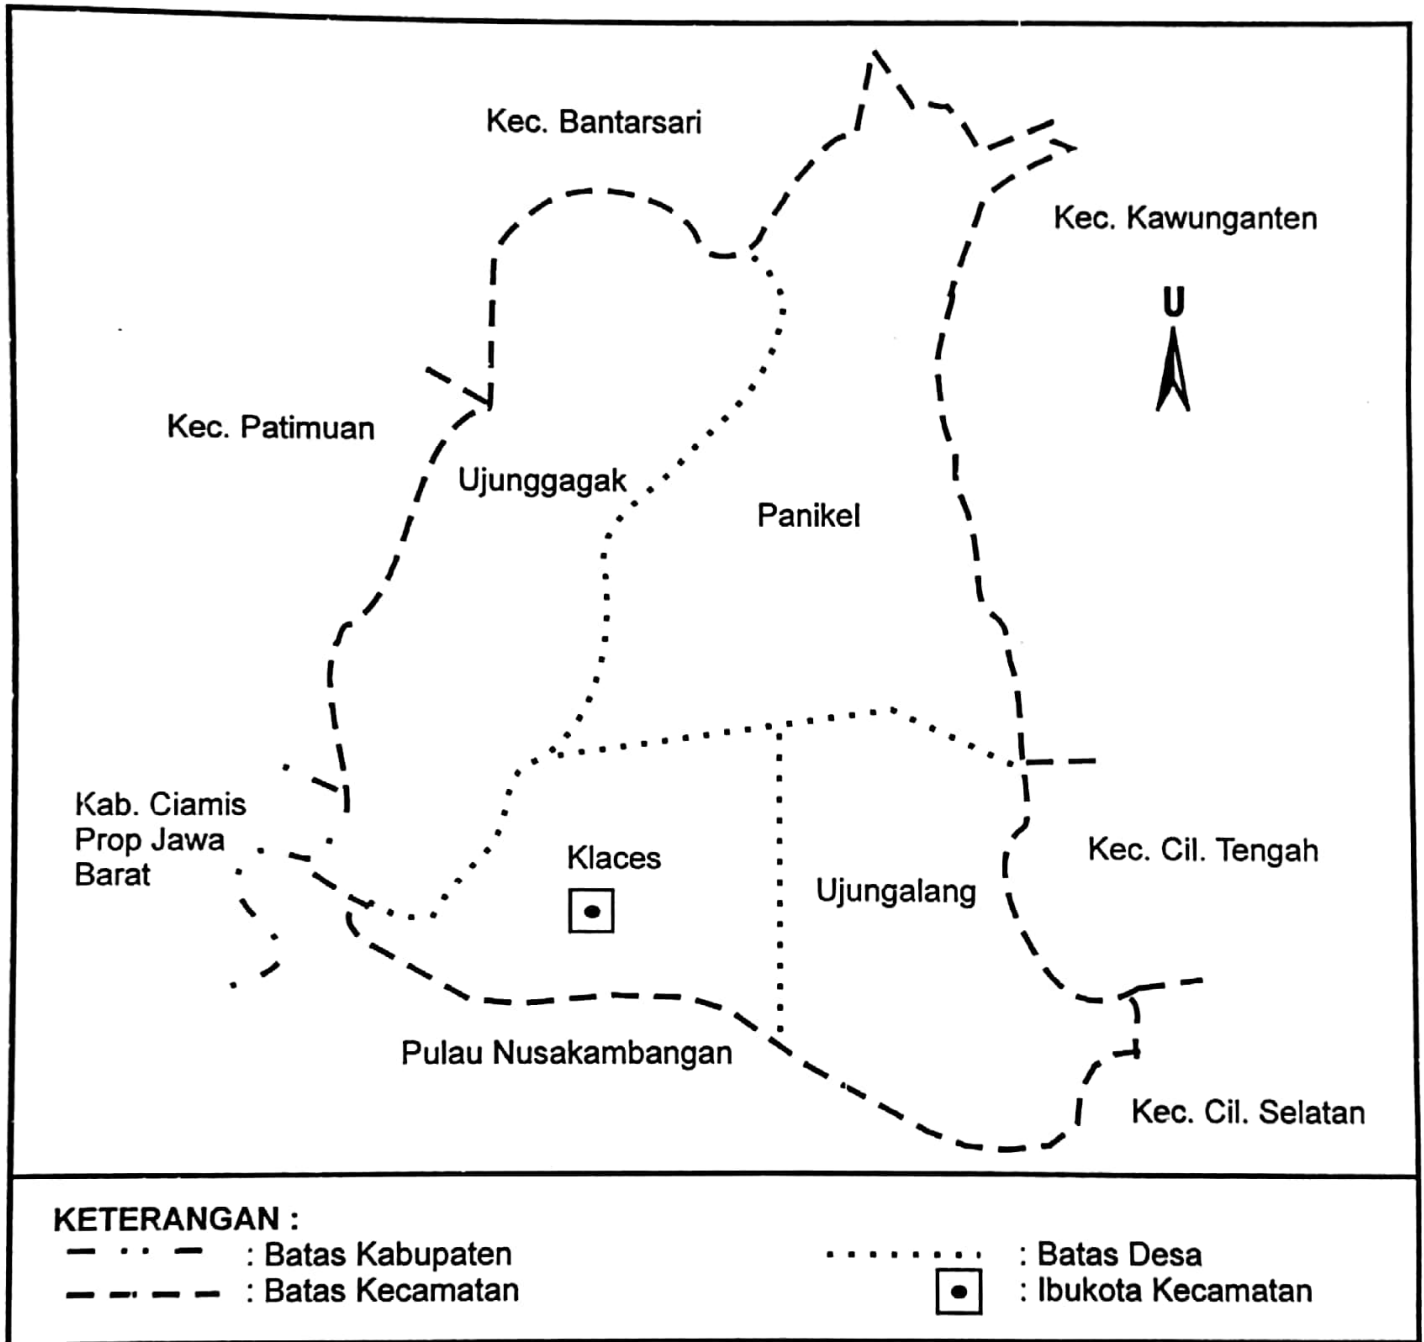 Kec. Bantarsari
Kec. Kawunganten
U
Kec. Patimuan
Ujunggagak
Panikel
Kab. Ciamis
Prop Jawa
Barat
Klaces
Ujungalang
Kec. Cil. Tengah
Pulau Nusakambangan
Kec. Cil. Selatan
KETERANGAN :
: Batas Kabupaten
: Batas Kecamatan
: Batas Desa
: Ibukota Kecamatan